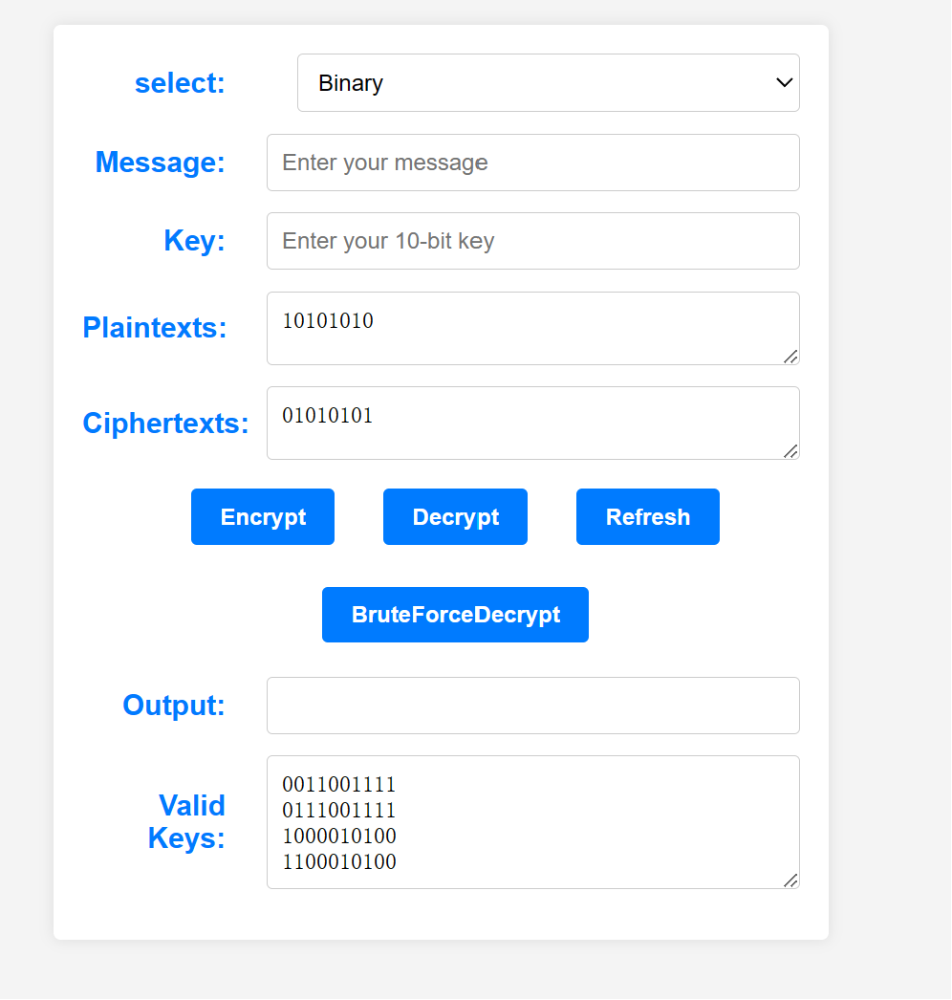 select:
Binary
Message:
Enter your message
Key:
Enter your 10-bit key
Plaintexts:
10101010
Ciphertexts:
01010101
Encrypt
Decrypt
Refresh
BruteForceDecrypt
Output:
Valid
Keys:
0011001111
0111001111
1000010100
1100010100